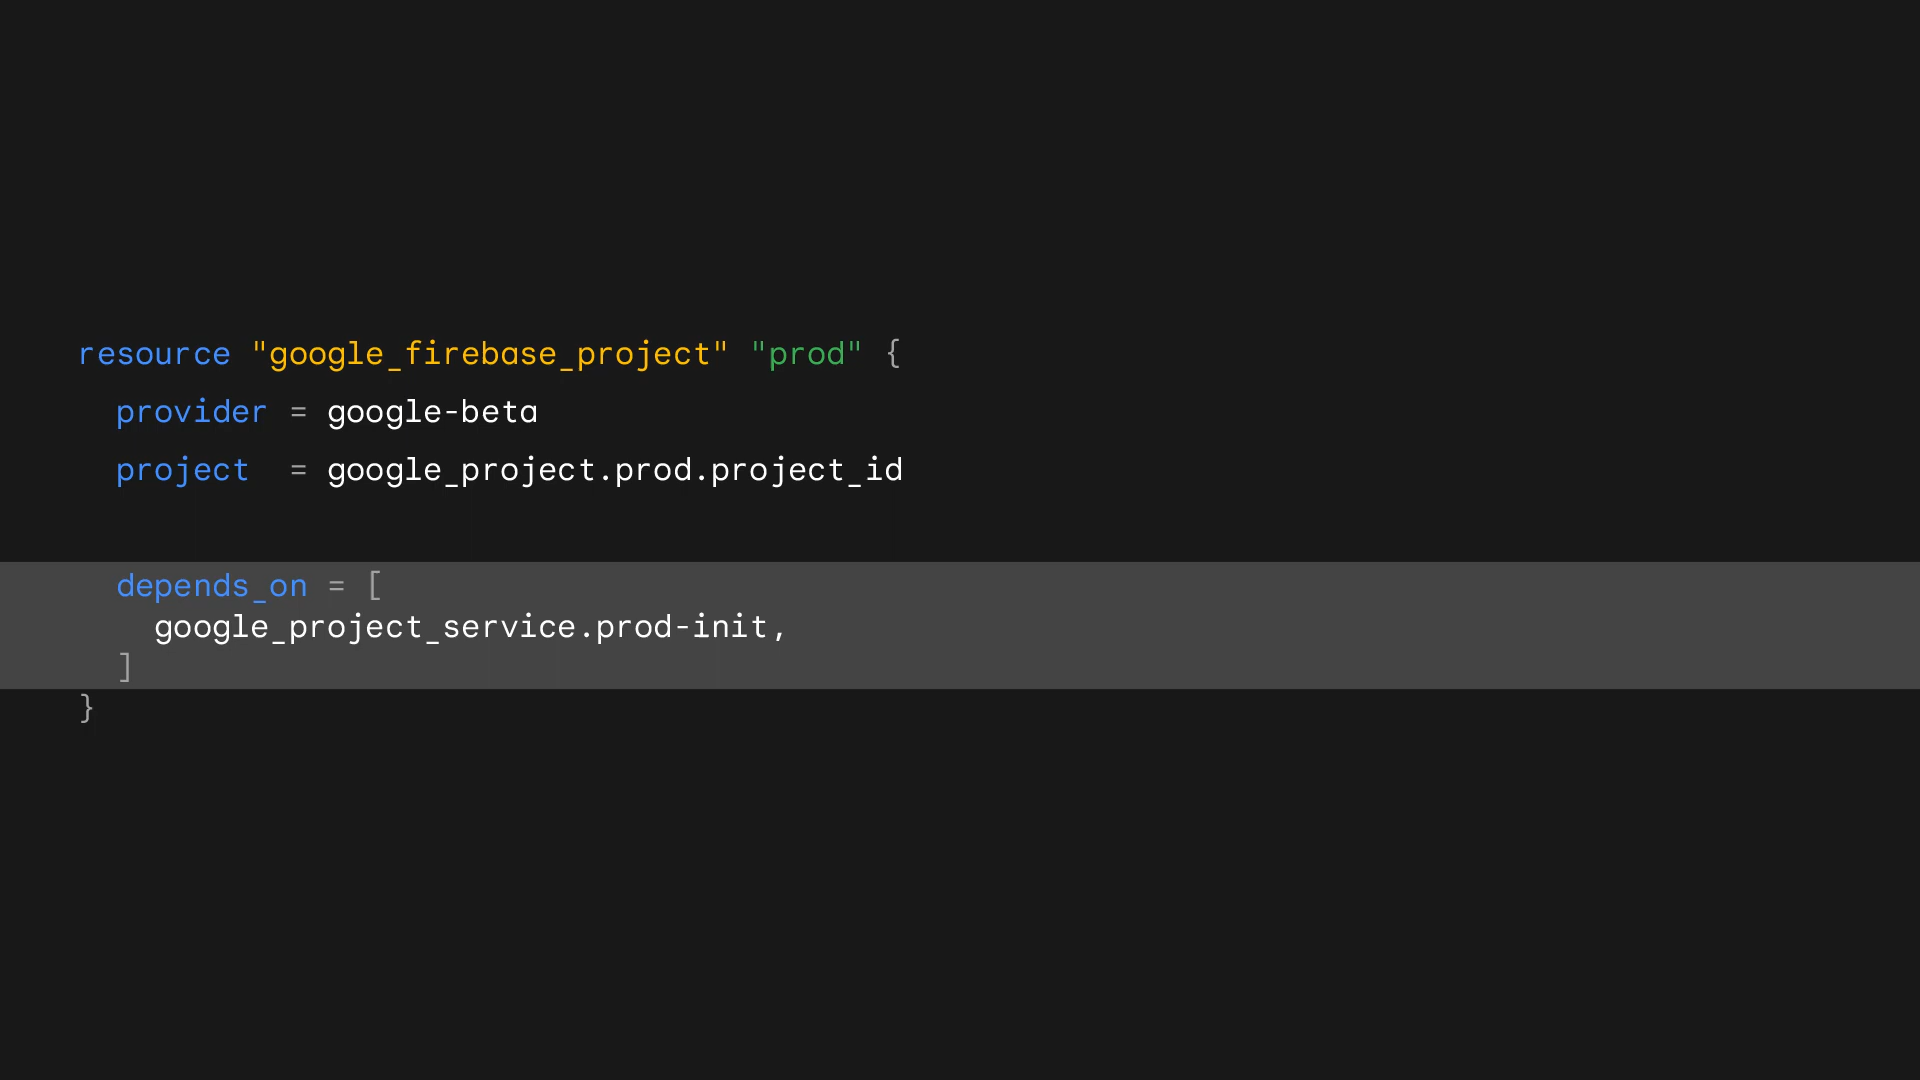 resource "google_firebase_project" "prod" {
  provider = google-beta
  project  = google_project.prod.project_id
  depends_on = [
    google_project_service.prod-init,
  ]
}